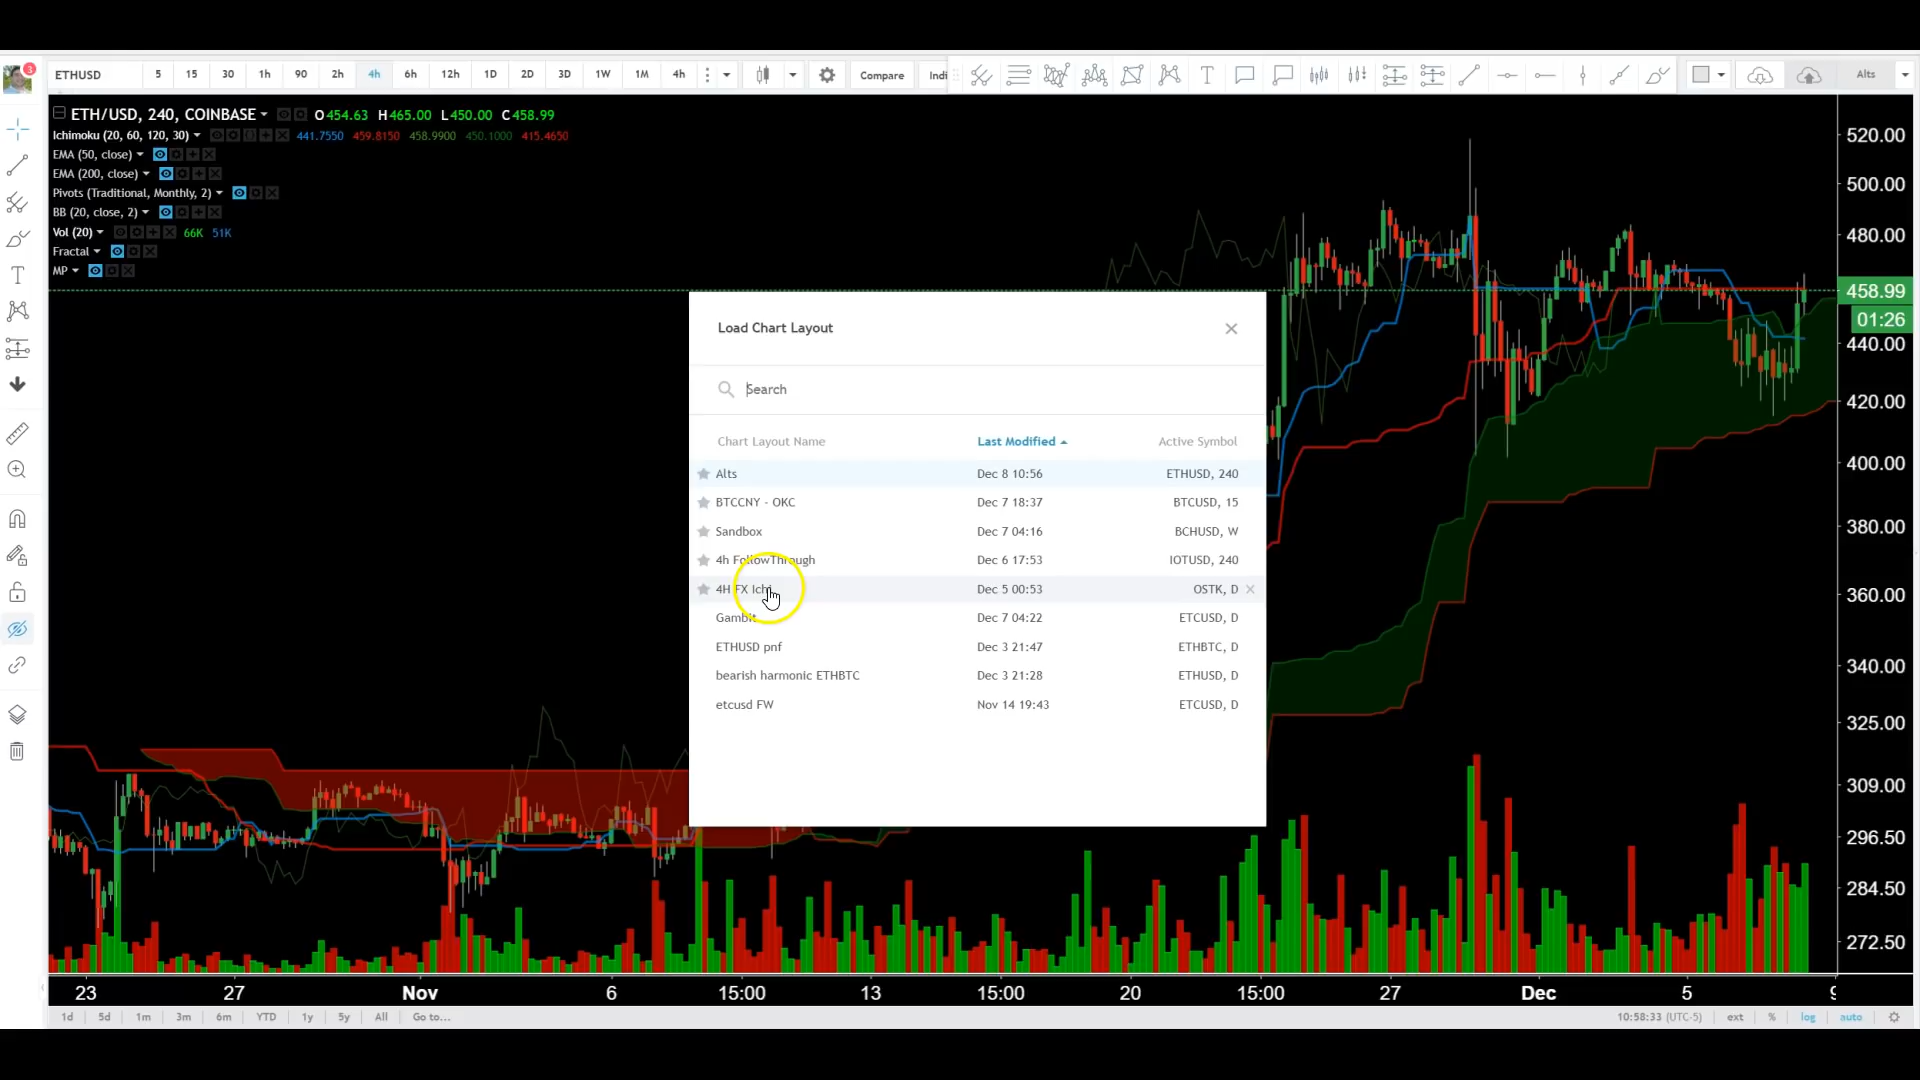 3
ETHUSD 5 15 30 1h 90 2h 4h 6h 12h 1D 2D 3D 1W 1M 4h Compare Indi Alts
ETH/USD, 240, COINBASE O454.63 H465.00 L450.00 C458.99
Ichimoku (20, 60, 120, 30) 441.7550 459.8150 458.9900 450.1000 415.4650
EMA (50, close)
EMA (200, close)
Pivots (Traditional, Monthly, 2)
BB (20, close, 2)
Vol (20) 66K 51K
Fractal
MP
520.00
500.00
480.00
458.99
01:26
440.00
420.00
400.00
380.00
360.00
340.00
325.00
309.00
296.50
284.50
272.50
Load Chart Layout
Search
Chart Layout Name Last Modified Active Symbol
Alts Dec 8 10:56 ETHUSD, 240
BTCCNY - OKC Dec 7 18:37 BTCUSD, 15
Sandbox Dec 7 04:16 BCHUSD, W
4h FollowThrough Dec 6 17:53 IOTUSD, 240
4H FX Ichi Dec 5 00:53 OSTK, D
Gambit Dec 7 04:22 ETCUSD, D
ETHUSD pnf Dec 3 21:47 ETHBTC, D
bearish harmonic ETHBTC Dec 3 21:28 ETHUSD, D
etcusd FW Nov 14 19:43 ETCUSD, D
23 27 Nov 6 15:00 13 15:00 20 15:00 27 Dec 5
1d 5d 1m 3m 6m YTD 1y 5y All Go to... 10:58:33 (UTC-5) ext % log auto